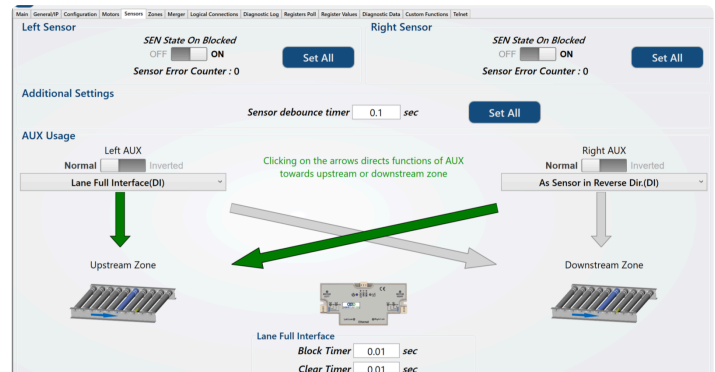 Main General/IP Configuration Motors Sensors Zones Merger Logical Connections Diagnostic Log Registers Poll Register Values Diagnostic Data Custom Functions Telnet
Left Sensor
SEN State On Blocked
OFF ON
Set All
Sensor Error Counter : 0
Right Sensor
SEN State On Blocked
OFF ON
Set All
Sensor Error Counter : 0
Additional Settings
Sensor debounce timer 0.1 sec
Set All
AUX Usage
Left AUX
Normal Inverted
Lane Full Interface(DI)
Clicking on the arrows directs functions of AUX
towards upstream or downstream zone
Right AUX
Normal Inverted
As Sensor in Reverse Dir.(DI)
Upstream Zone
Downstream Zone
Lane Full Interface
Block Timer 0.01 sec
Clear Timer 0.01 sec